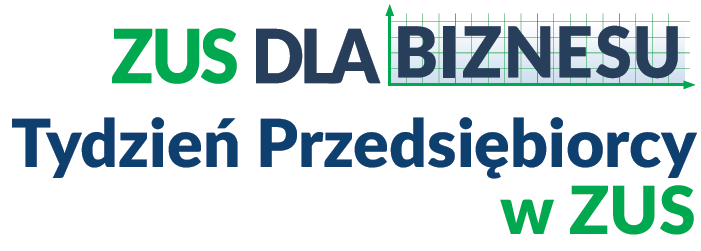 ZUS DLA BIZNESU
Tydzień Przedsiębiorcy
w ZUS